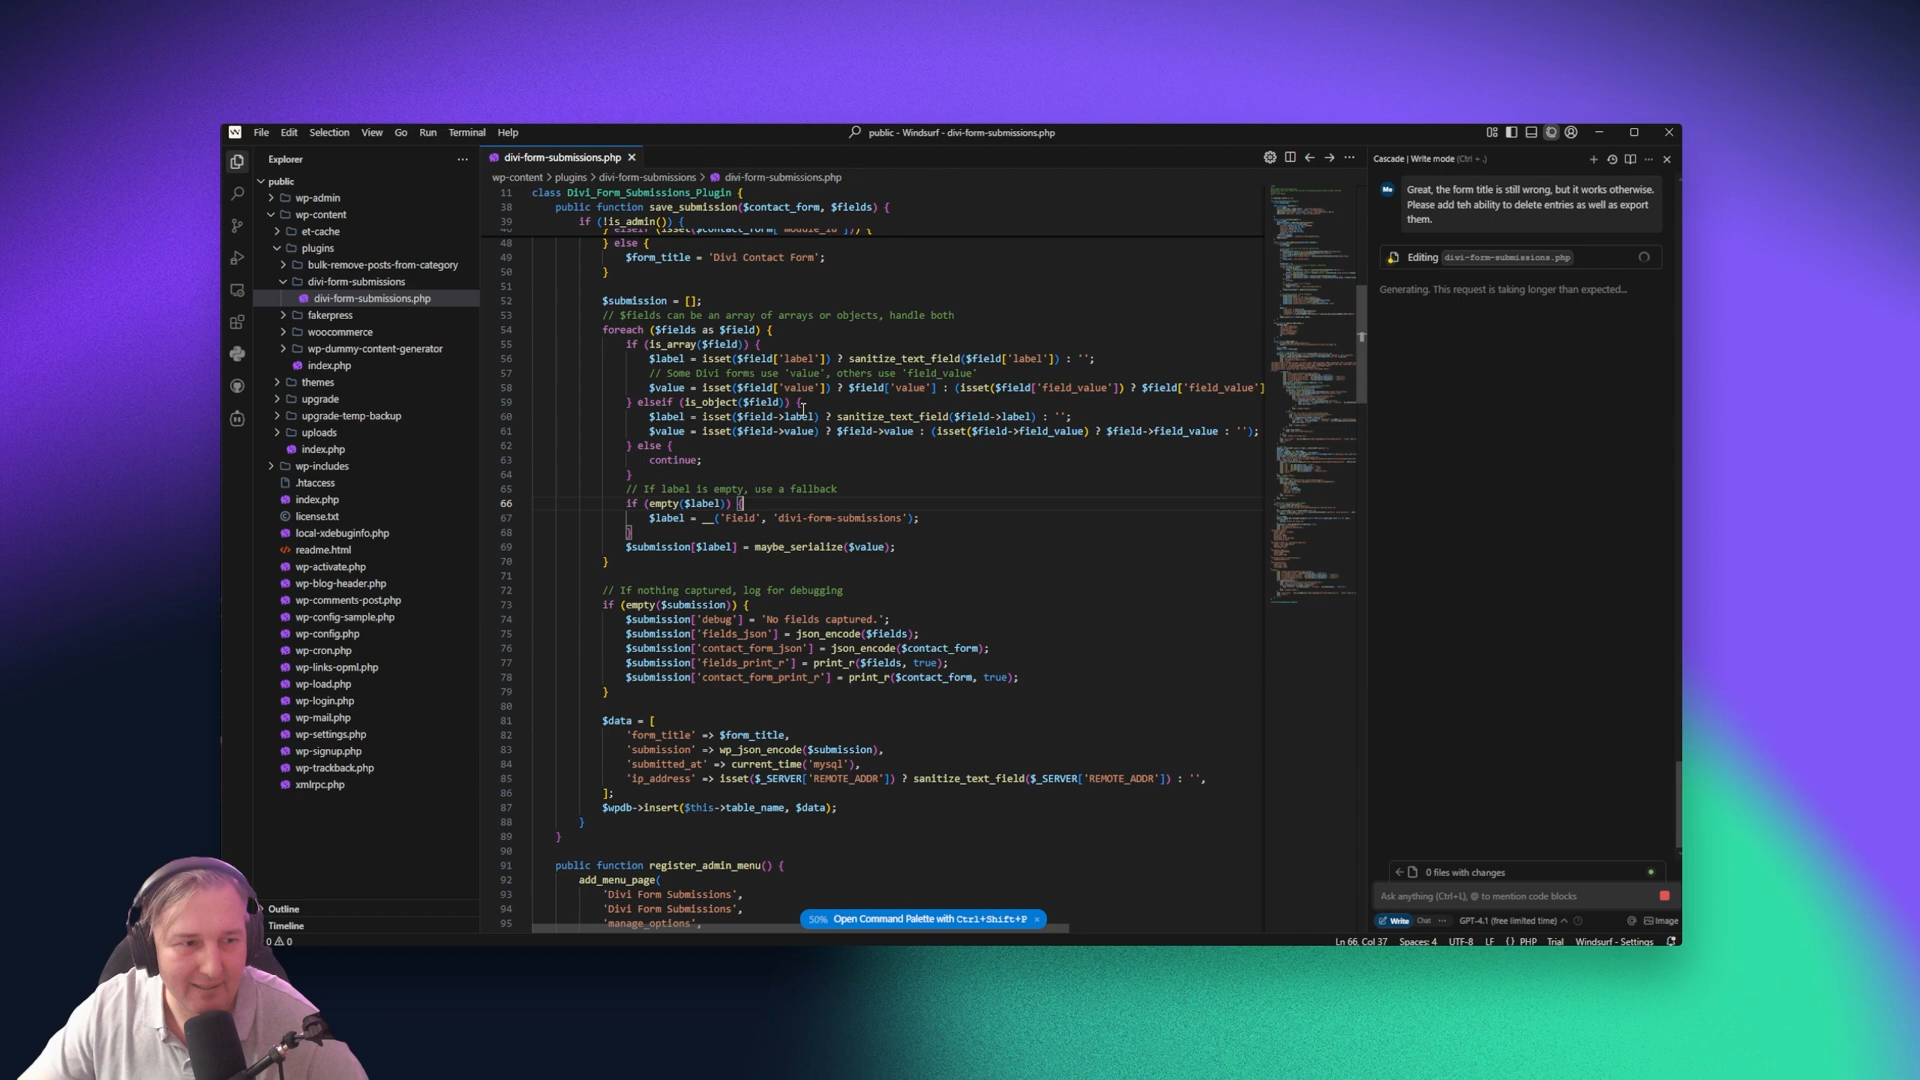 File Edit Selection View Go Run Terminal Help
public - Windsurf - divi-form-submissions.php
Explorer
public
wp-admin
wp-content
et-cache
plugins
bulk-remove-posts-from-category
divi-form-submissions
divi-form-submissions.php
fakerpress
woocommerce
wp-dummy-content-generator
index.php
themes
upgrade
upgrade-temp-backup
uploads
index.php
wp-includes
.htaccess
index.php
license.txt
local-xdebuginfo.php
readme.html
wp-activate.php
wp-blog-header.php
wp-comments-post.php
wp-config-sample.php
wp-config.php
wp-cron.php
wp-links-opml.php
wp-load.php
wp-login.php
wp-mail.php
wp-settings.php
wp-signup.php
wp-trackback.php
xmlrpc.php
Outline
Timeline
0 0
divi-form-submissions.php
wp-content > plugins > divi-form-submissions > divi-form-submissions.php
11 class Divi_Form_Submissions_Plugin {
38 public function save_submission($contact_form, $fields) {
39 if (!is_admin()) {
} elseif (isset($contact_form['module_id'])) {
48 } else {
49 $form_title = 'Divi Contact Form';
50 }
51
52 $submission = [];
53 // $fields can be an array of arrays or objects, handle both
54 foreach ($fields as $field) {
55 if (is_array($field)) {
56 $label = isset($field['label']) ? sanitize_text_field($field['label']) : '';
57 // Some Divi forms use 'value', others use 'field_value'
58 $value = isset($field['value']) ? $field['value'] : (isset($field['field_value']) ? $field['field_value']
59 } elseif (is_object($field)) {
60 $label = isset($field->label) ? sanitize_text_field($field->label) : '';
61 $value = isset($field->value) ? $field->value : (isset($field->field_value) ? $field->field_value : '');
62 } else {
63 continue;
64 }
65 // If label is empty, use a fallback
66 if (empty($label)) {
67 $label = __('Field', 'divi-form-submissions');
68 }
69 $submission[$label] = maybe_serialize($value);
70 }
71
72 // If nothing captured, log for debugging
73 if (empty($submission)) {
74 $submission['debug'] = 'No fields captured.';
75 $submission['fields_json'] = json_encode($fields);
76 $submission['contact_form_json'] = json_encode($contact_form);
77 $submission['fields_print_r'] = print_r($fields, true);
78 $submission['contact_form_print_r'] = print_r($contact_form, true);
79 }
80
81 $data = [
82 'form_title' => $form_title,
83 'submission' => wp_json_encode($submission),
84 'submitted_at' => current_time('mysql'),
85 'ip_address' => isset($_SERVER['REMOTE_ADDR']) ? sanitize_text_field($_SERVER['REMOTE_ADDR']) : '',
86 ];
87 $wpdb->insert($this->table_name, $data);
88 }
89 }
90
91 public function register_admin_menu() {
92 add_menu_page(
93 'Divi Form Submissions',
94 'Divi Form Submissions',
95 'manage_options',
50% Open Command Palette with Ctrl+Shift+P ×
Cascade | Write mode (Ctrl + .)
Me
Great, the form title is still wrong, but it works otherwise.
Please add teh ability to delete entries as well as export
them.
Editing divi-form-submissions.php
Generating. This request is taking longer than expected...
0 files with changes
Ask anything (Ctrl+L), @ to mention code blocks
Write Chat ... GPT-4.1 (free limited time) @ Image
Ln 66, Col 37 Spaces: 4 UTF-8 LF {} PHP Trial Windsurf - Settings